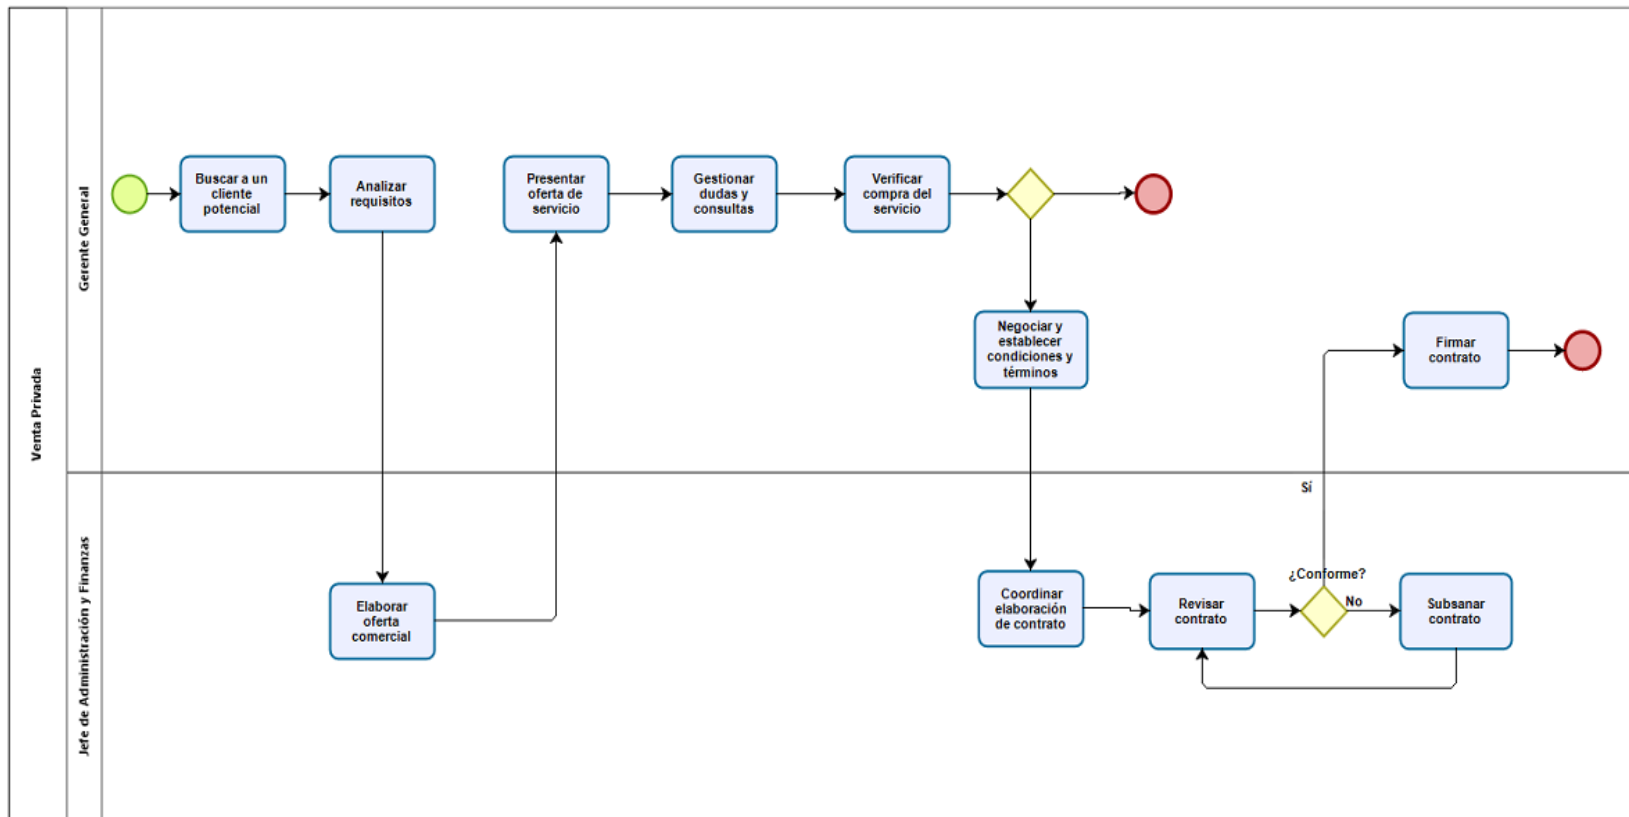 Venta Privada
Gerente General
Buscar a un
cliente
potencial
Analizar
requisitos
Presentar
oferta de
servicio
Gestionar
dudas y
consultas
Verificar
compra del
servicio
Negociar y
establecer
condiciones y
términos
Firmar
contrato
Jefe de Administración y Finanzas
Elaborar
oferta
comercial
Coordinar
elaboración
de contrato
Revisar
contrato
¿Conforme?
Sí
No
Subsanar
contrato